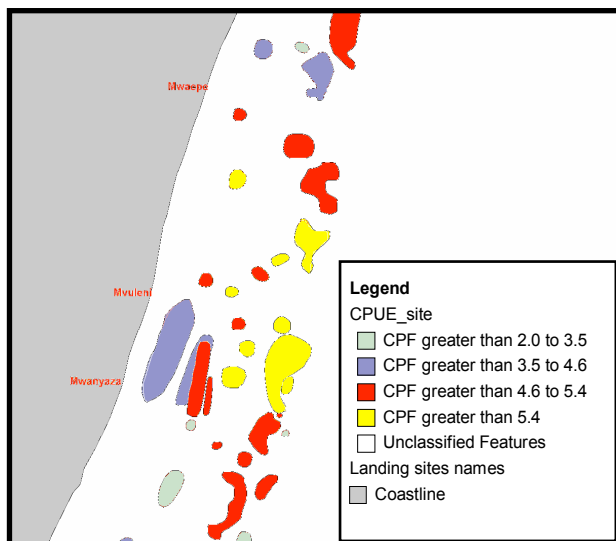 Mwaepe
Mvuleni
Mwanyaza
Legend
CPUE_site
CPF greater than 2.0 to 3.5
CPF greater than 3.5 to 4.6
CPF greater than 4.6 to 5.4
CPF greater than 5.4
Unclassified Features
Landing sites names
Coastline